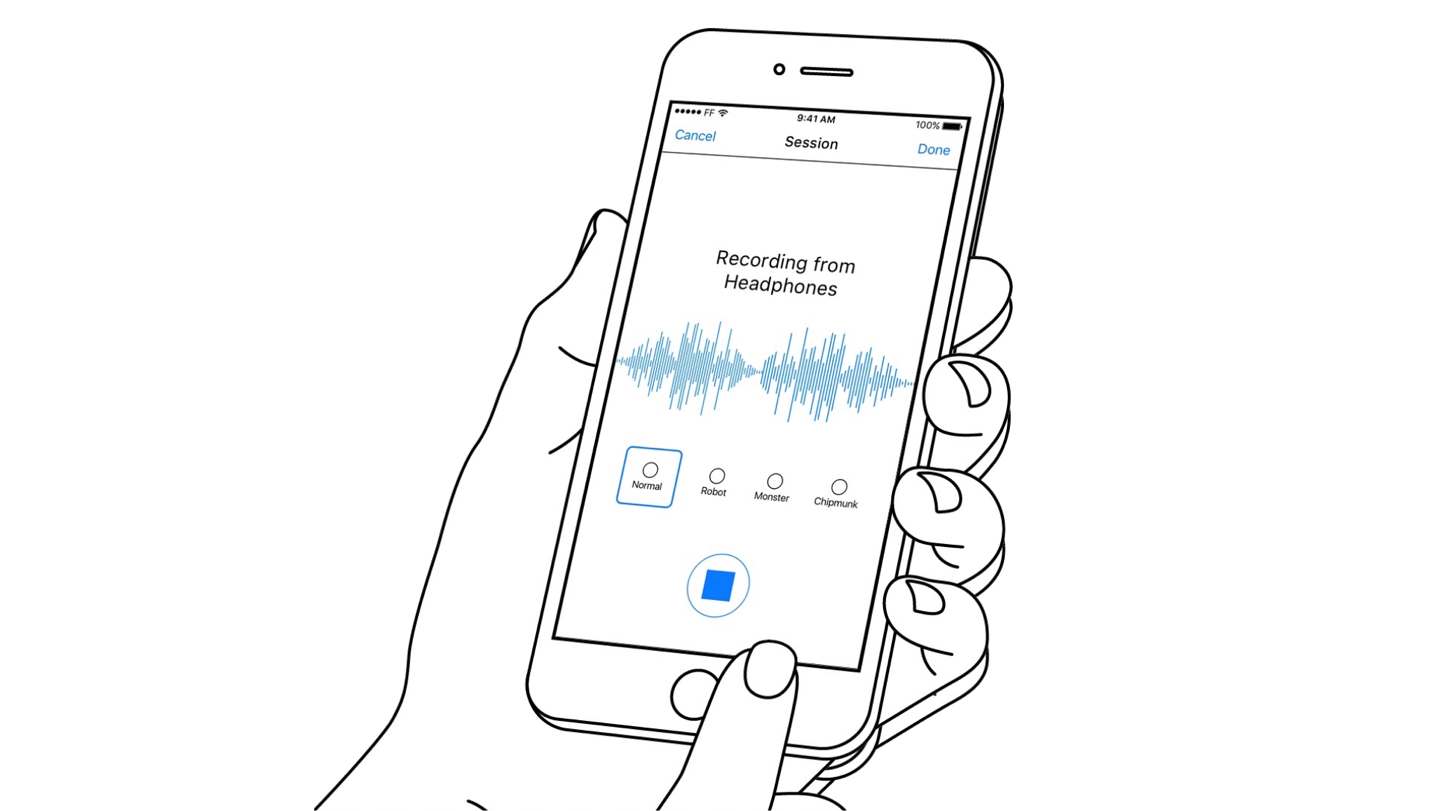 FF
9:41 AM
100%
Cancel
Session
Done
Recording from
Headphones
Normal
Robot
Monster
Chipmunk